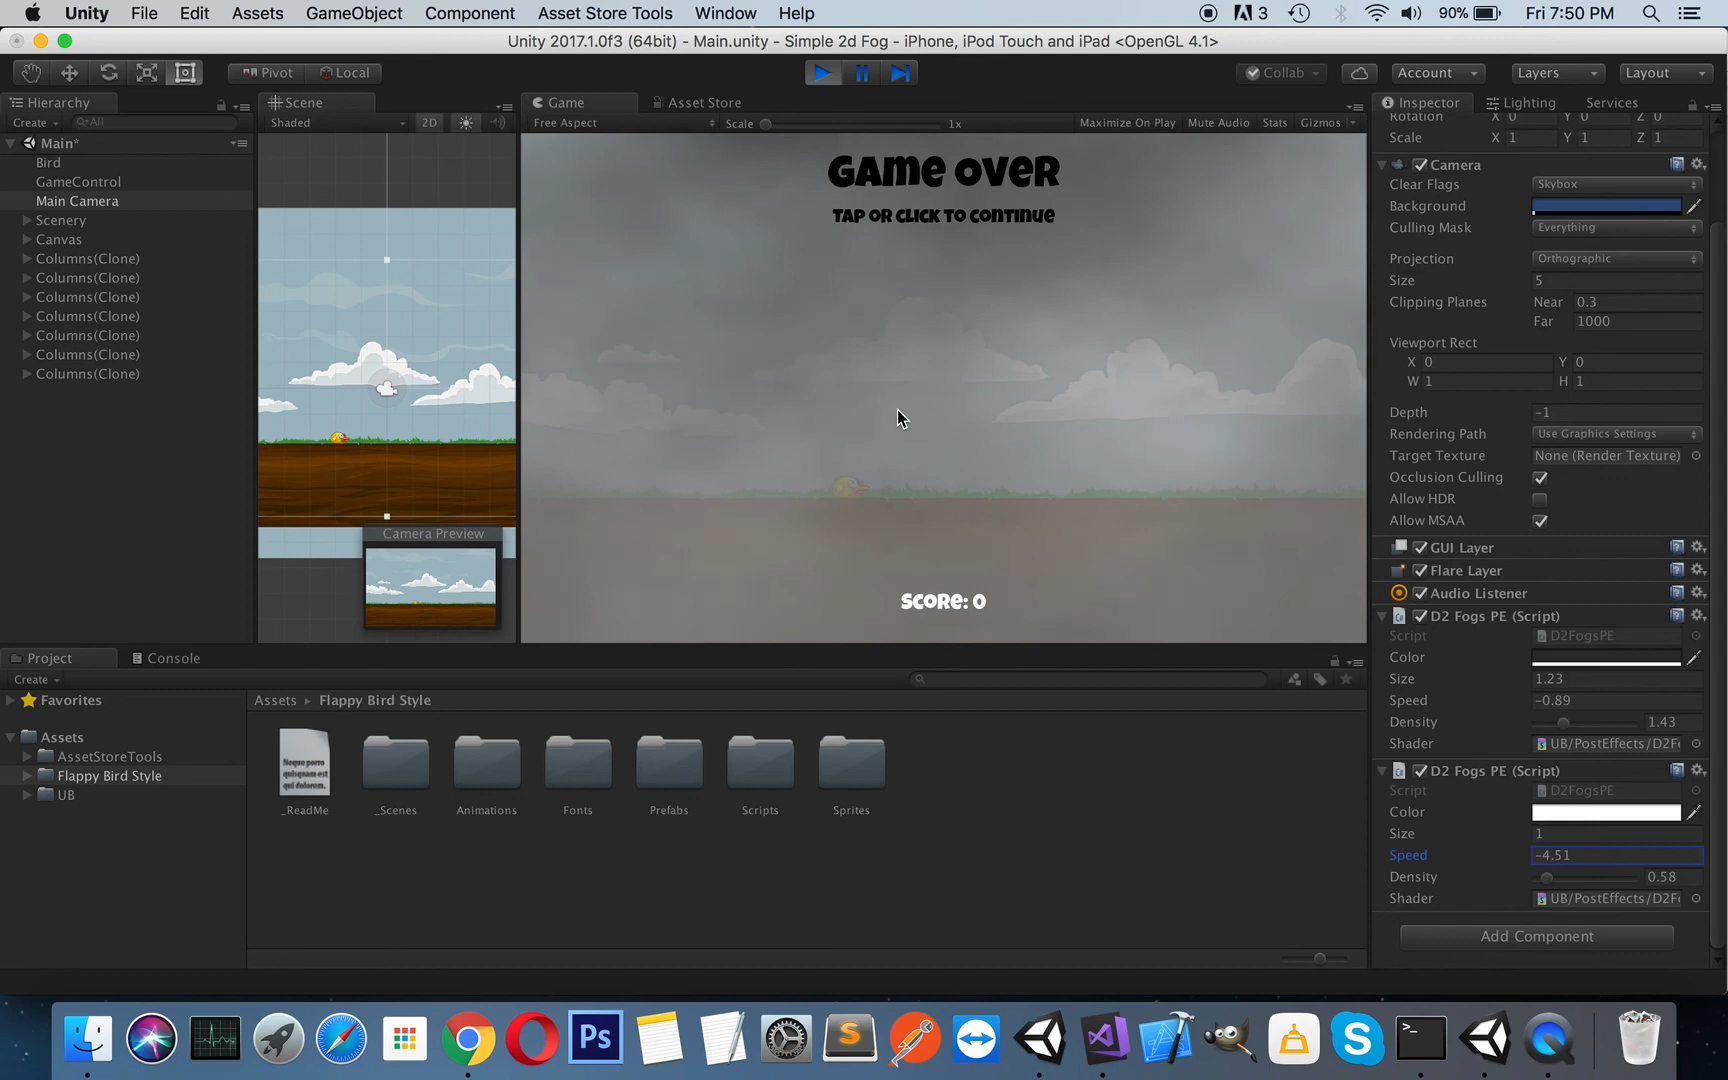 Unity File Edit Assets GameObject Component Asset Store Tools Window Help 3 90% Fri 7:50 PM
Unity 2017.1.0f3 (64bit) - Main.unity - Simple 2d Fog - iPhone, iPod Touch and iPad <OpenGL 4.1>
Pivot Local Collab Account Layers Layout
Hierarchy
Create All
Main*
Bird
GameControl
Main Camera
Scenery
Canvas
Columns(Clone)
Columns(Clone)
Columns(Clone)
Columns(Clone)
Columns(Clone)
Columns(Clone)
Columns(Clone)
Scene
Shaded 2D
Camera Preview
Game Asset Store
Free Aspect Scale 1x Maximize On Play Mute Audio Stats Gizmos
GAME OVER
TAP OR CLICK TO CONTINUE
SCORE: 0
Inspector Lighting Services
Rotation X 0 Y 0 Z 0
Scale X 1 Y 1 Z 1
Camera
Clear Flags Skybox
Background
Culling Mask Everything
Projection Orthographic
Size 5
Clipping Planes Near 0.3
Far 1000
Viewport Rect
X 0 Y 0
W 1 H 1
Depth -1
Rendering Path Use Graphics Settings
Target Texture None (Render Texture)
Occlusion Culling
Allow HDR
Allow MSAA
GUI Layer
Flare Layer
Audio Listener
D2 Fogs PE (Script)
Script D2FogsPE
Color
Size 1.23
Speed -0.89
Density 1.43
Shader UB/PostEffects/D2F
D2 Fogs PE (Script)
Script D2FogsPE
Color
Size 1
Speed -4.51
Density 0.58
Shader UB/PostEffects/D2F
Add Component
Project Console
Create
Favorites
Assets
AssetStoreTools
Flappy Bird Style
UB
Assets Flappy Bird Style
Neque porro
quisquam est
qui dolorem,
_ReadMe _Scenes Animations Fonts Prefabs Scripts Sprites
Ps S